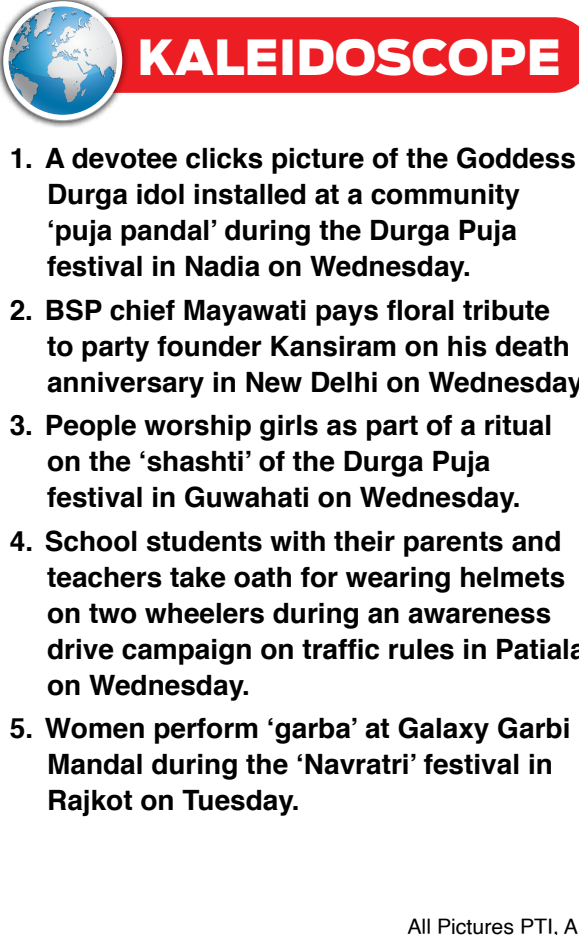 KALEIDOSCOPE
1. A devotee clicks picture of the Goddess
Durga idol installed at a community
‘puja pandal’ during the Durga Puja
festival in Nadia on Wednesday.
2. BSP chief Mayawati pays floral tribute
to party founder Kansiram on his death
anniversary in New Delhi on Wednesday
3. People worship girls as part of a ritual
on the ‘shashti’ of the Durga Puja
festival in Guwahati on Wednesday.
4. School students with their parents and
teachers take oath for wearing helmets
on two wheelers during an awareness
drive campaign on traffic rules in Patiala
on Wednesday.
5. Women perform ‘garba’ at Galaxy Garbi
Mandal during the ‘Navratri’ festival in
Rajkot on Tuesday.
All Pictures PTI, A